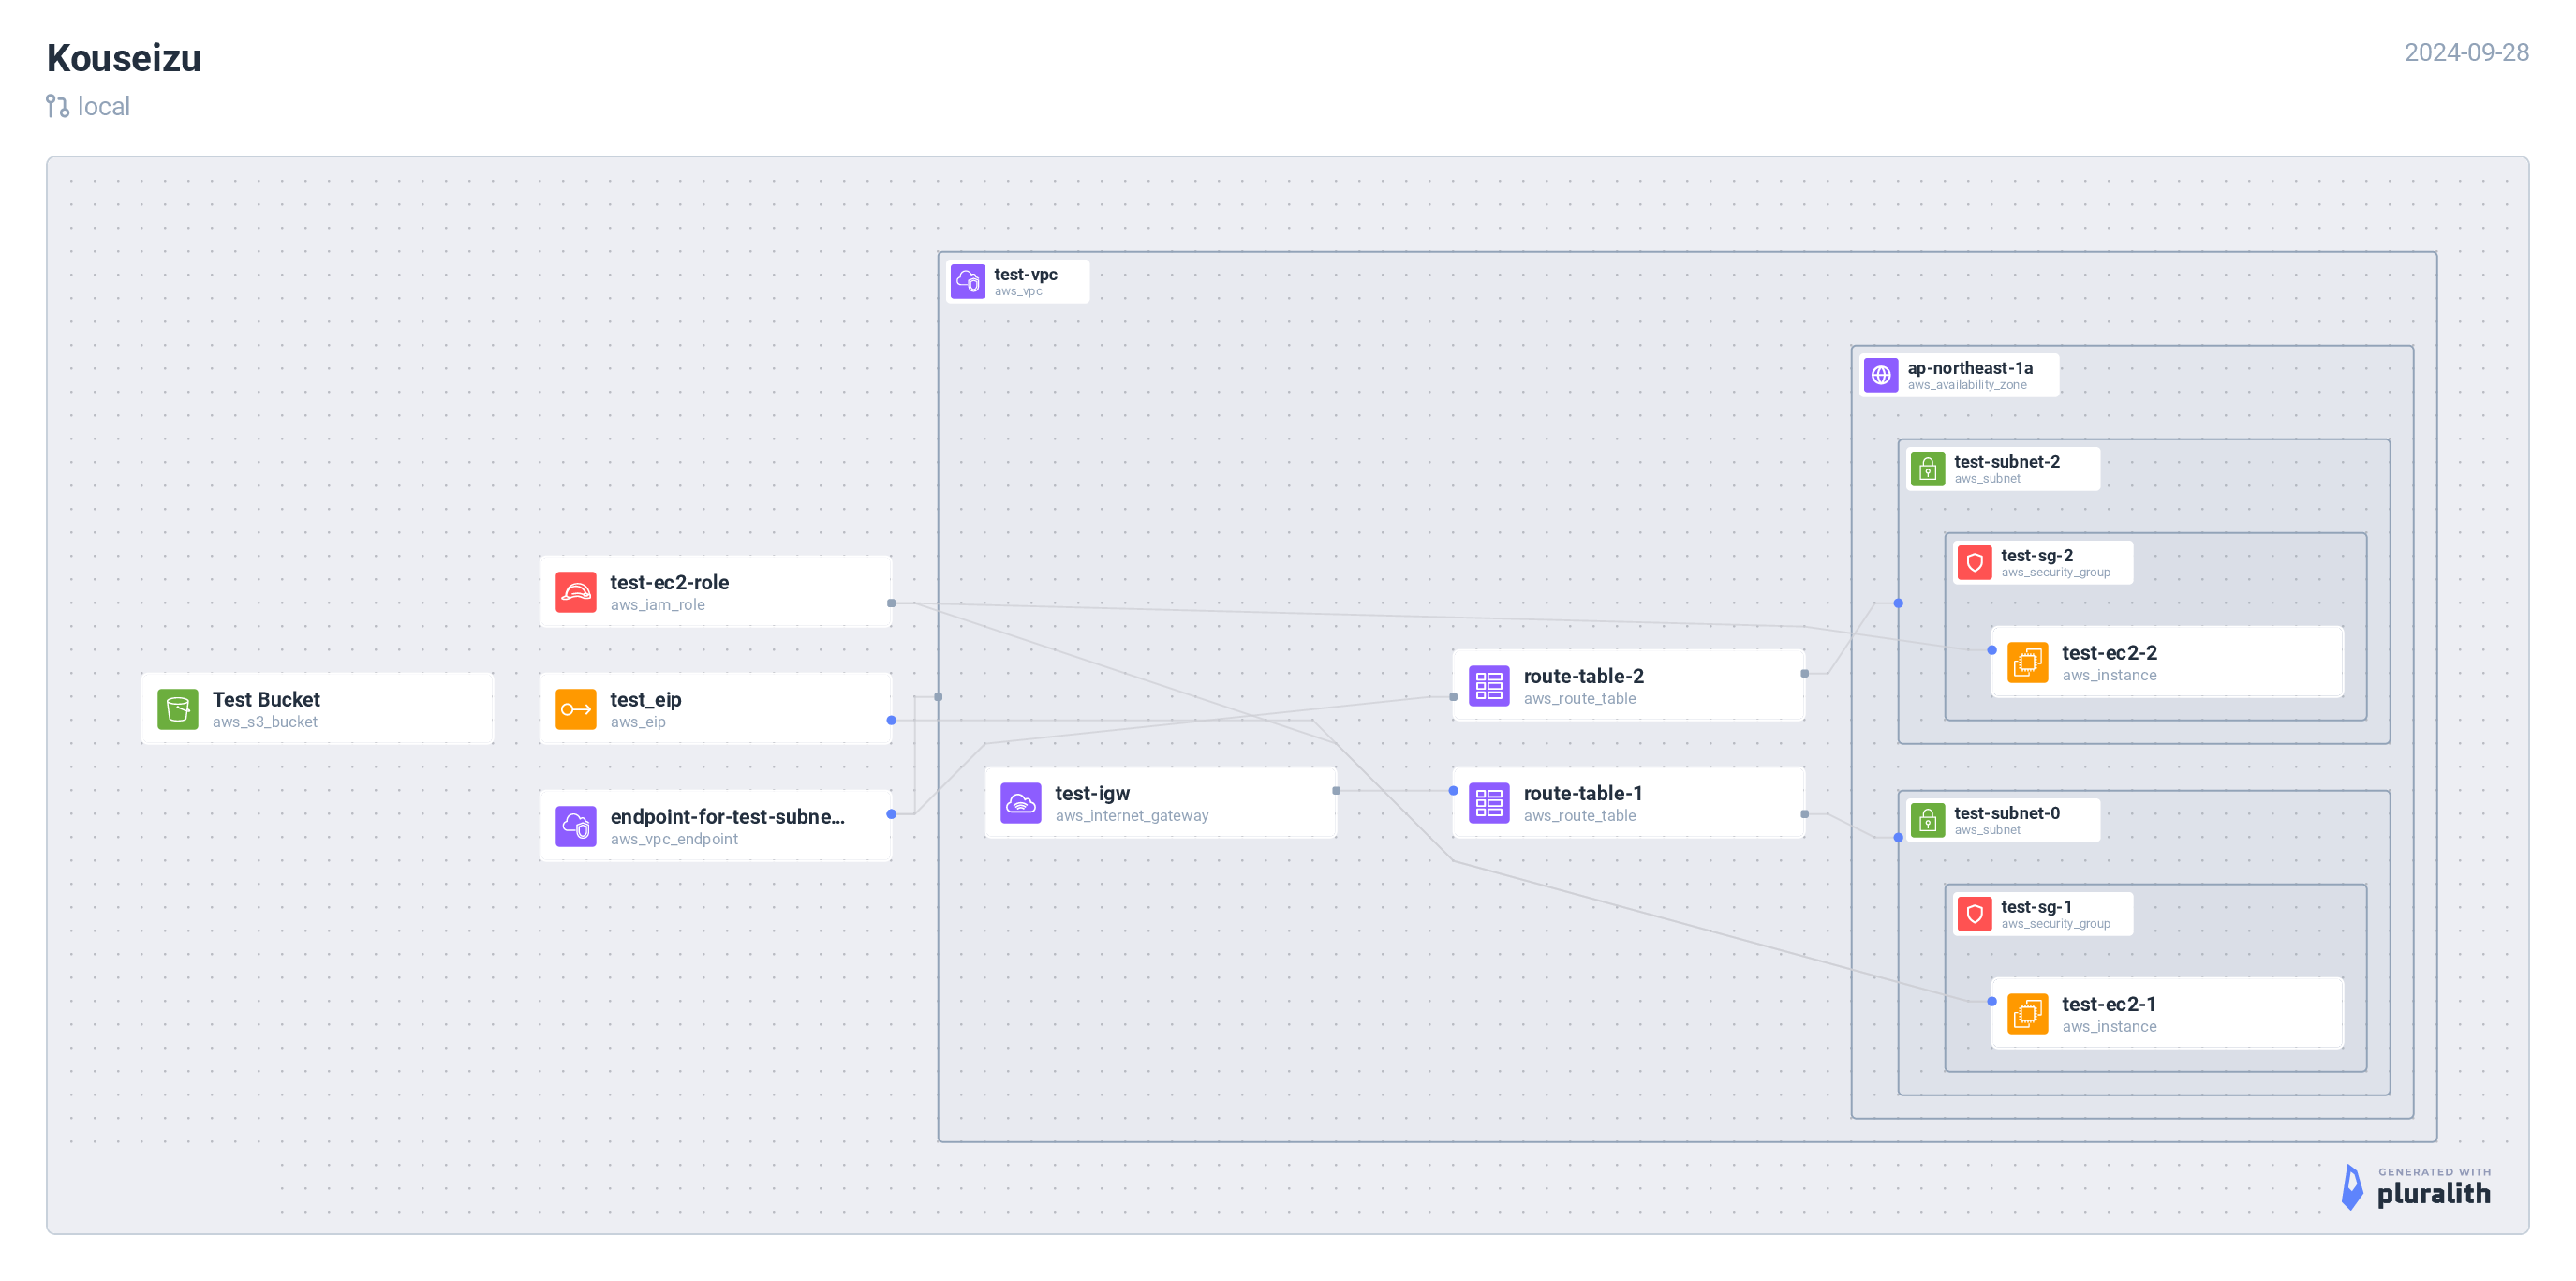 Kouseizu
2024-09-28
local
test-vpc
aws_vpc
ap-northeast-1a
aws_availability_zone
test-subnet-2
aws_subnet
test-sg-2
aws_security_group
test-ec2-role
aws_iam_role
test-ec2-2
aws_instance
route-table-2
aws_route_table
Test Bucket
aws_s3_bucket
test_eip
aws_eip
test-igw
aws_internet_gateway
route-table-1
aws_route_table
endpoint-for-test-subne...
aws_vpc_endpoint
test-subnet-0
aws_subnet
test-sg-1
aws_security_group
test-ec2-1
aws_instance
GENERATED WITH
pluralith